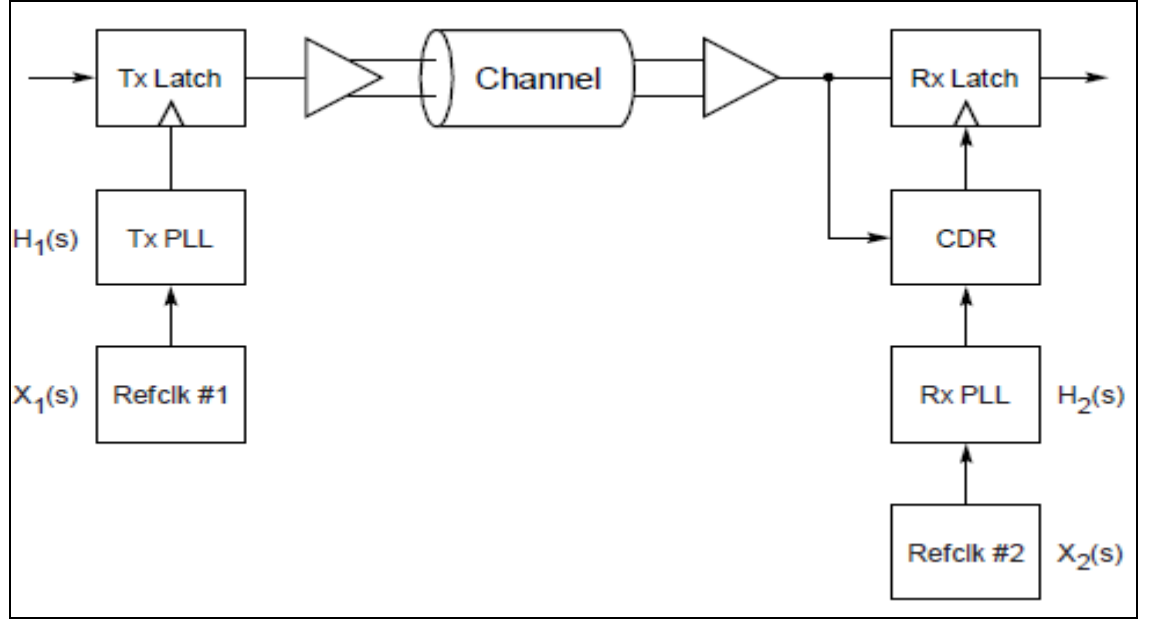 Tx Latch
Channel
Rx Latch
H1(s)
Tx PLL
CDR
X1(s)
Refclk #1
Rx PLL
H2(s)
Refclk #2
X2(s)